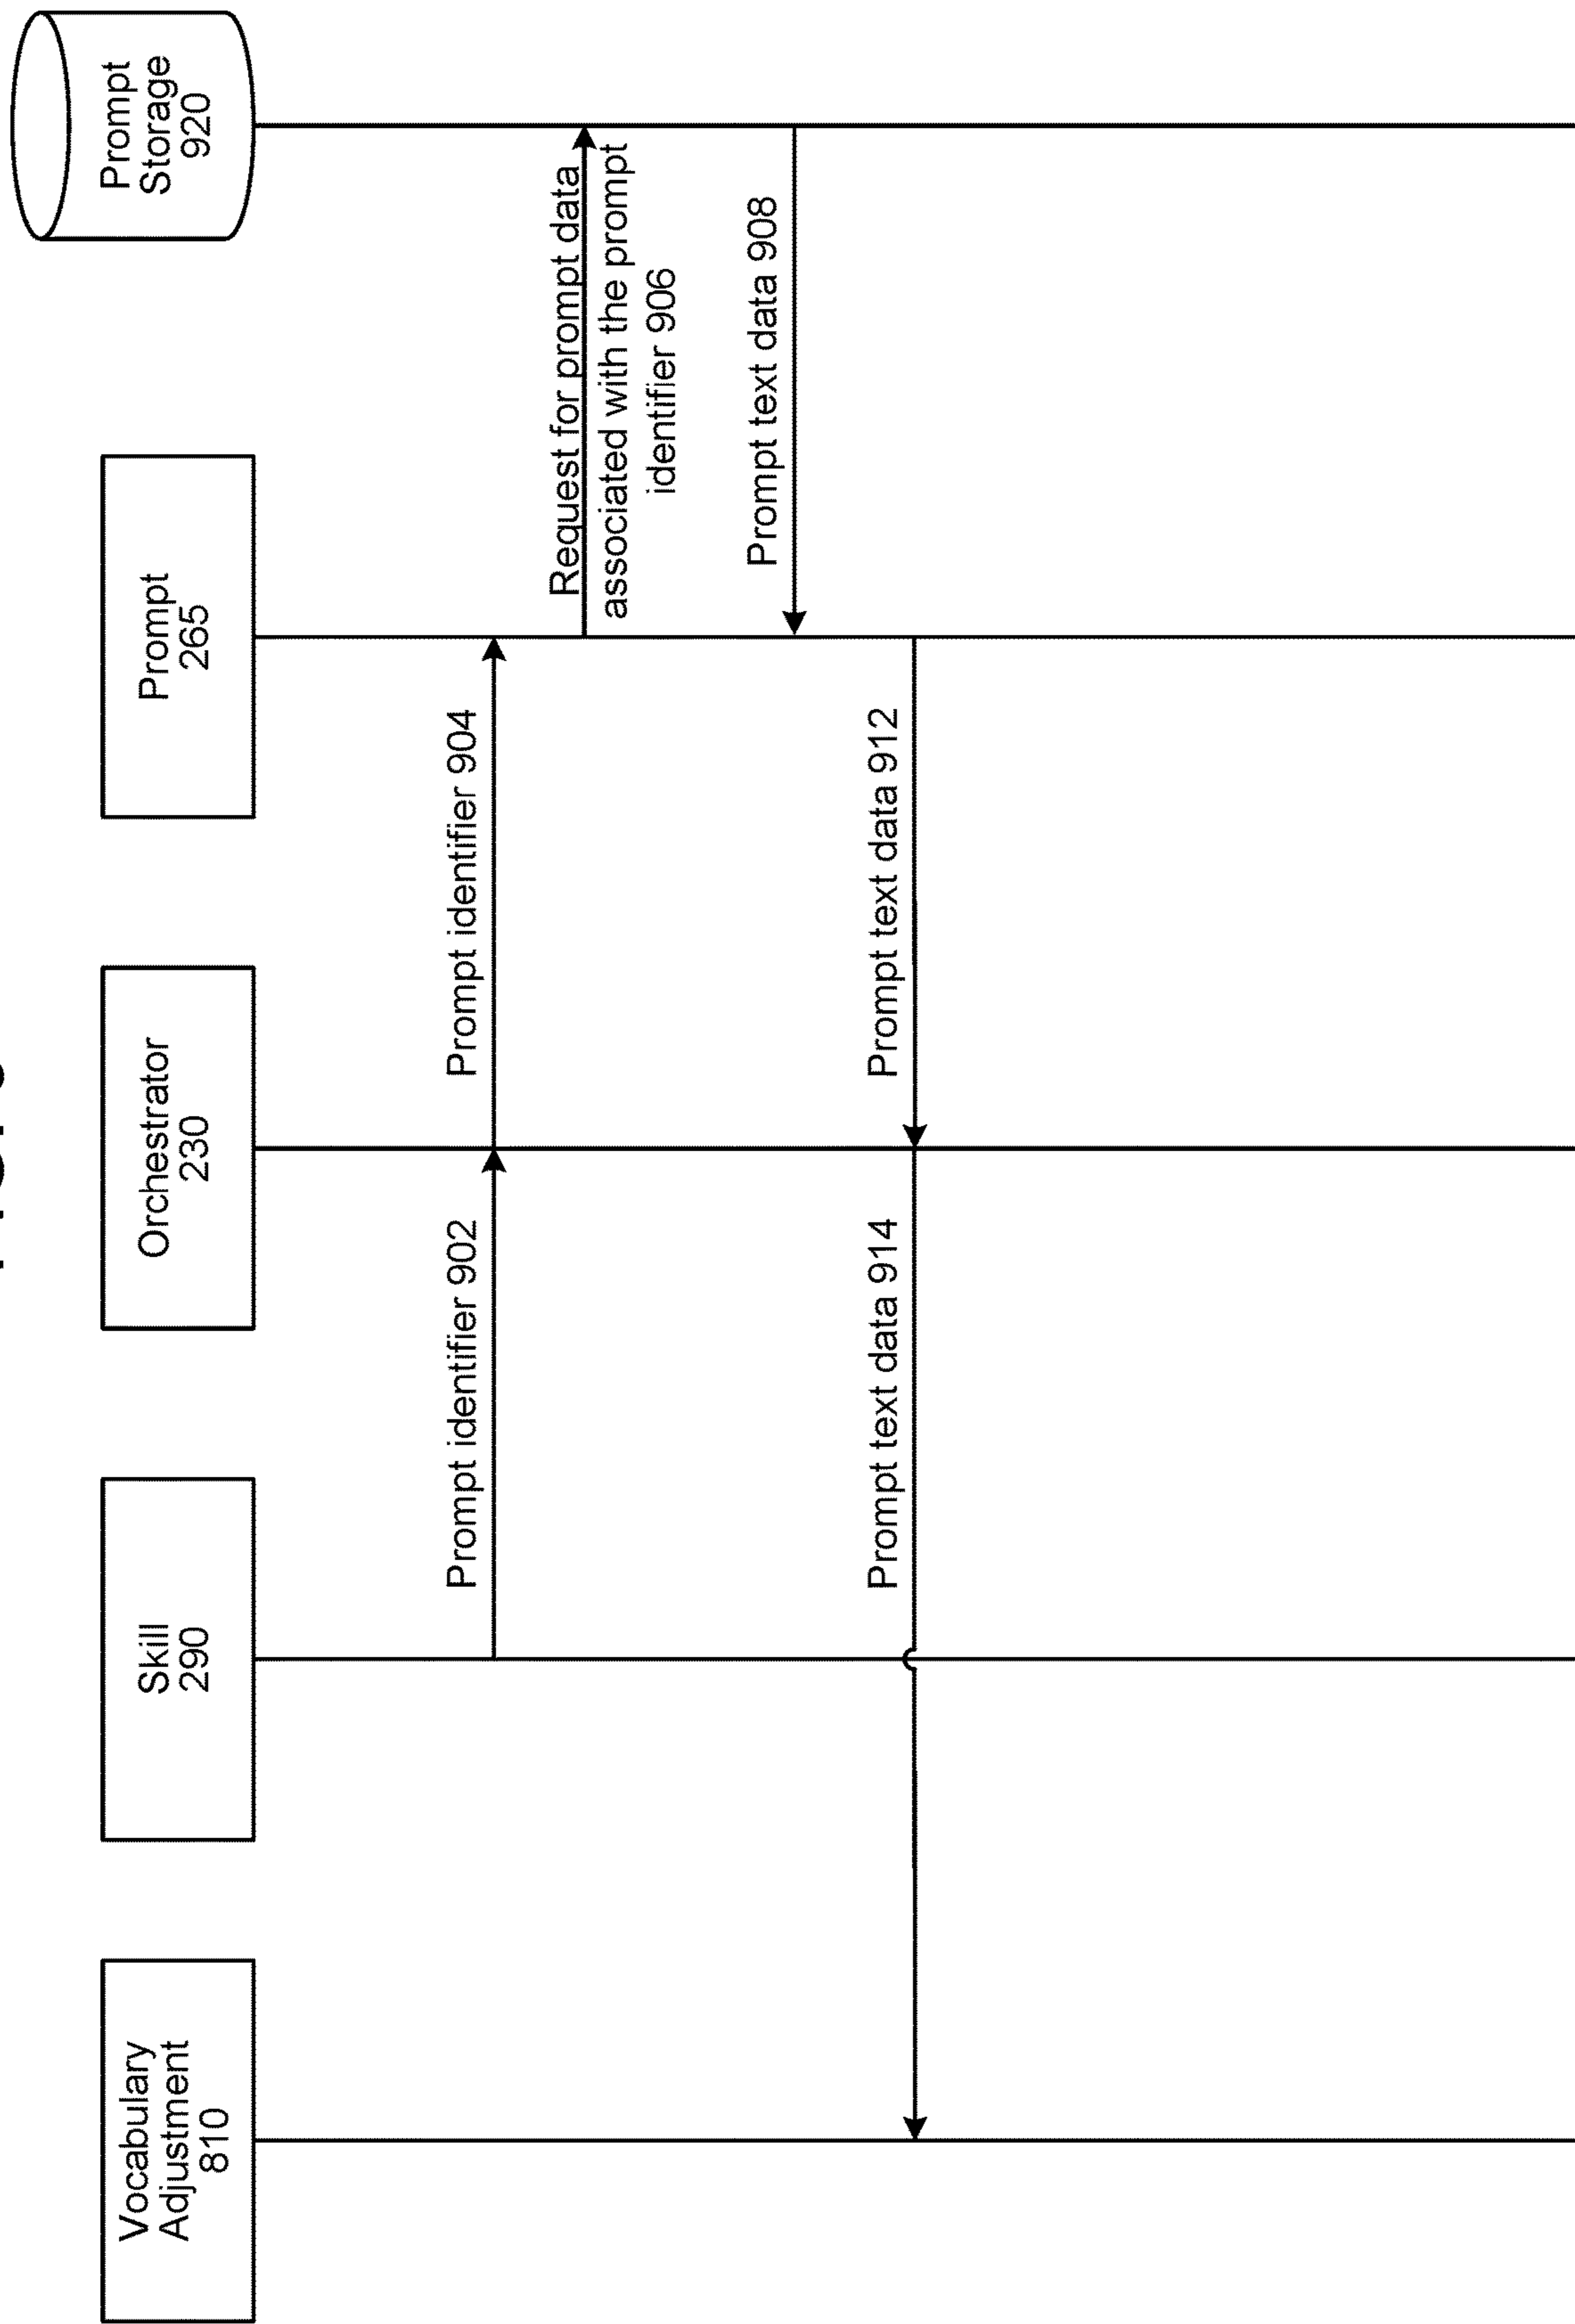 Vocabulary
Adjustment
810
Skill
290
Orchestrator
230
Prompt
265
Prompt
Storage
920
Prompt identifier 902
Prompt identifier 904
Request for prompt data
associated with the prompt
identifier 906
Prompt text data 908
Prompt text data 912
Prompt text data 914